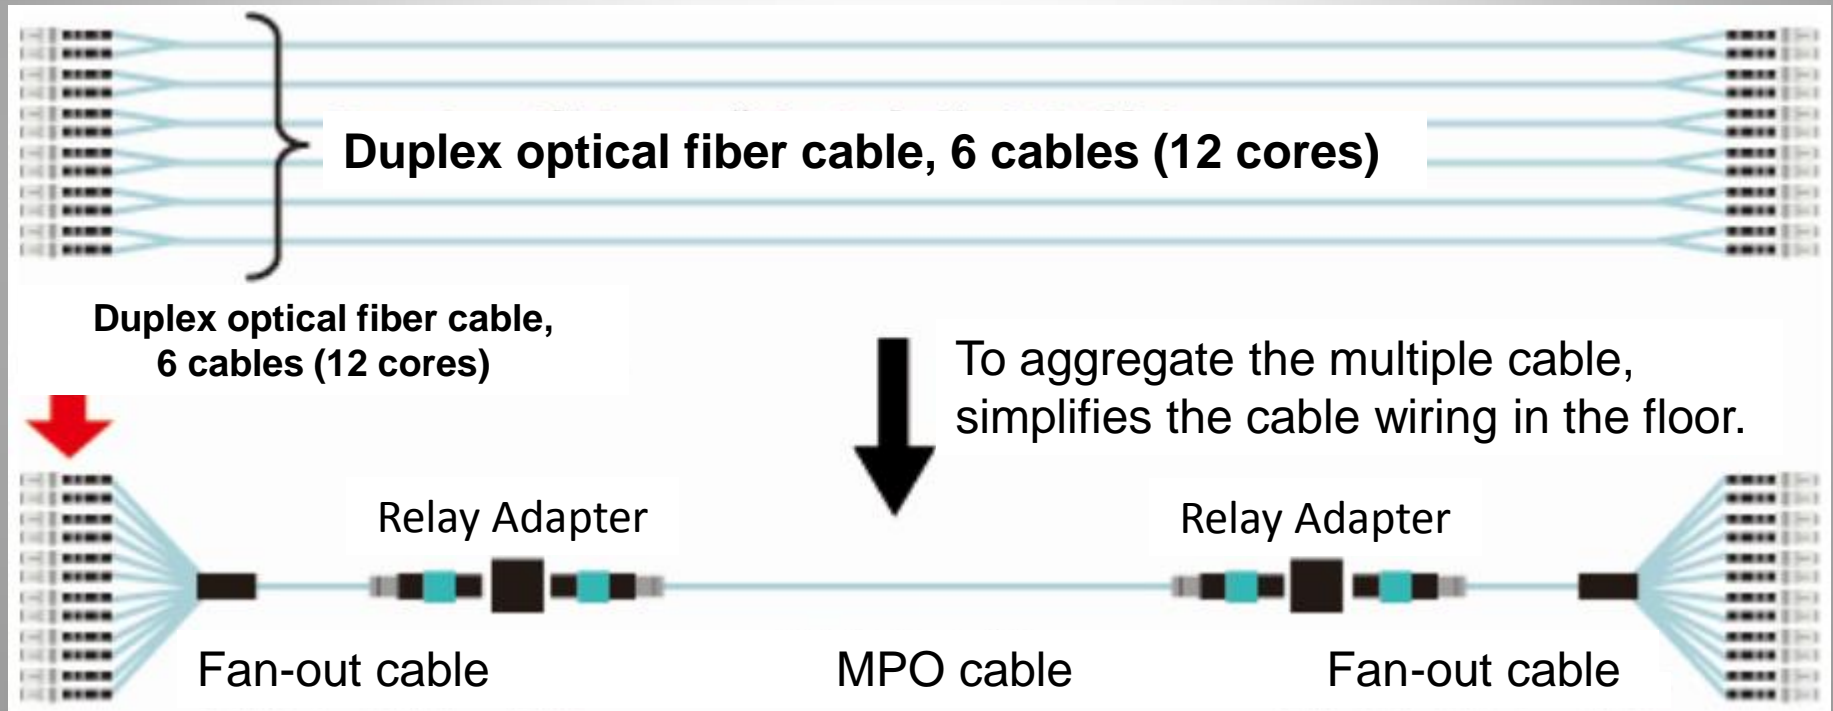 Duplex optical fiber cable, 6 cables (12 cores)
Duplex optical fiber cable,
6 cables (12 cores)
To aggregate the multiple cable,
simplifies the cable wiring in the floor.
Relay Adapter
Relay Adapter
Fan-out cable
MPO cable
Fan-out cable